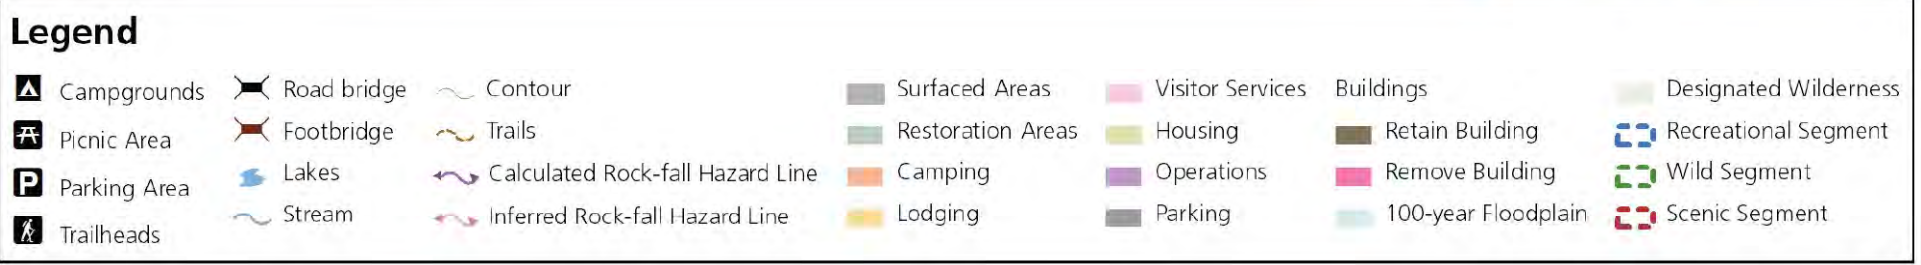 Legend
Campgrounds
Picnic Area
P Parking Area
Trailheads
Road bridge
Footbridge
Lakes
Stream
Contour
Trails
Calculated Rock-fall Hazard Line
Inferred Rock-fall Hazard Line
Surfaced Areas
Restoration Areas
Camping
Lodging
Visitor Services
Housing
Operations
Parking
Buildings
Retain Building
Remove Building
100-year Floodplain
Designated Wilderness
Recreational Segment
Wild Segment
Scenic Segment